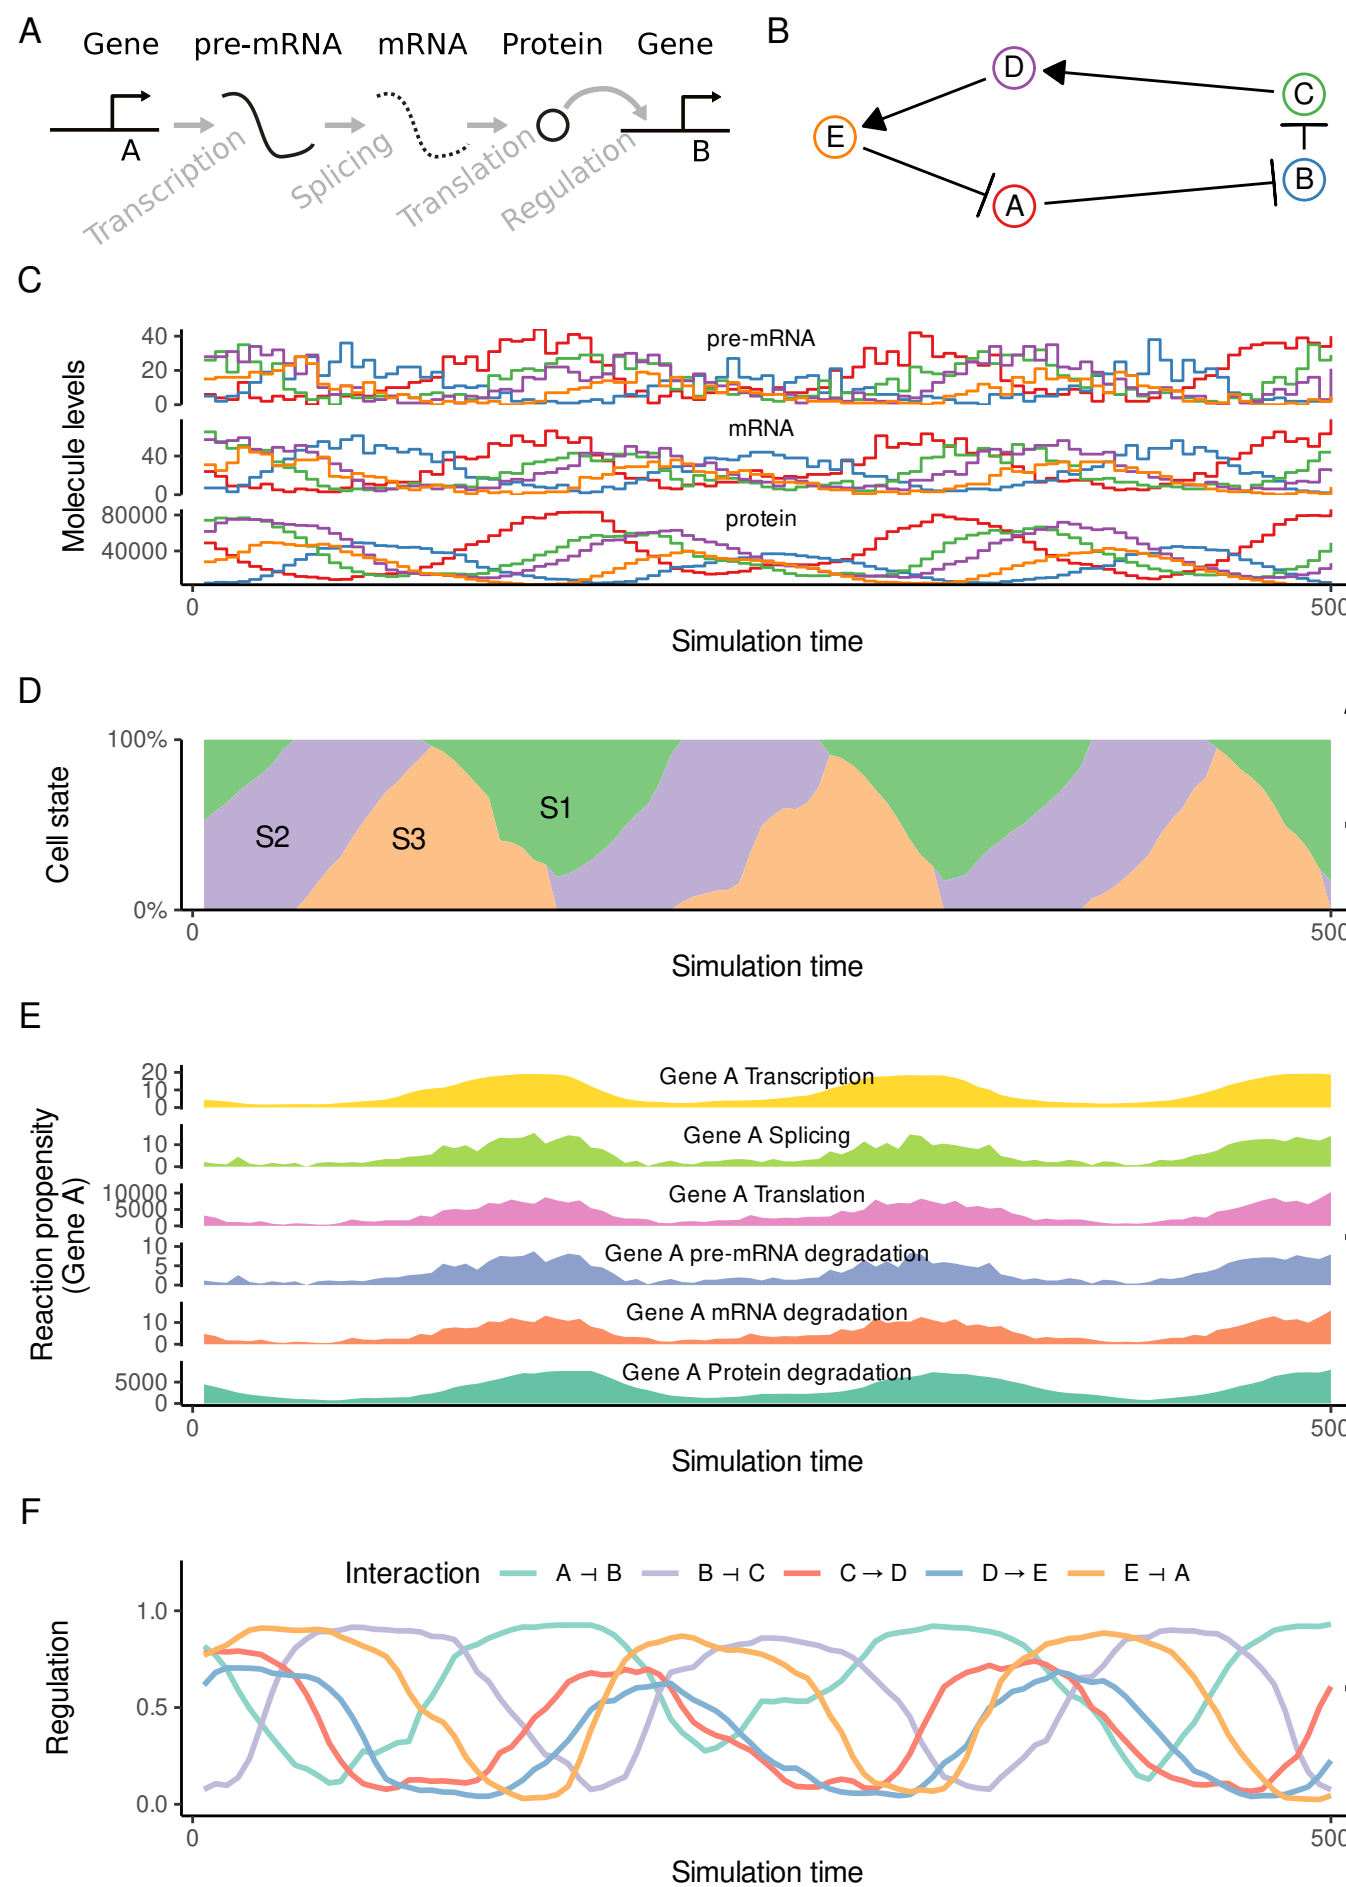 A
Gene pre-mRNA mRNA Protein Gene
A
B
Transcription
Splicing
Translation
Regulation
B
D
C
E
B
A
C
Molecule levels
40
20
0
pre-mRNA
40
0
mRNA
80000
40000
protein
0
500
Simulation time
D
Cell state
100%
0%
S2
S3
S1
0
500
Simulation time
E
Reaction propensity
(Gene A)
20
10
0
Gene A Transcription
10
0
Gene A Splicing
10000
5000
0
Gene A Translation
10
5
0
Gene A pre-mRNA degradation
10
0
Gene A mRNA degradation
5000
0
Gene A Protein degradation
0
500
Simulation time
F
Interaction A ⊣ B B ⊣ C C → D D → E E ⊣ A
Regulation
1.0
0.5
0.0
0
500
Simulation time